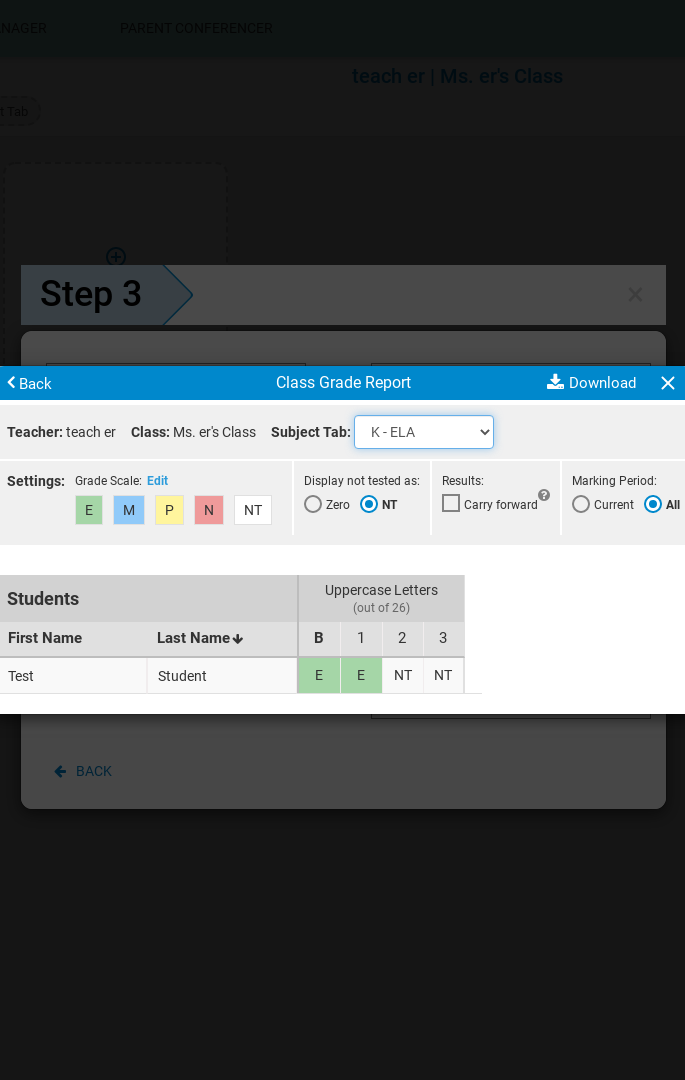 NAGER PARENT CONFERENCER
teach er | Ms. er's Class
t Tab
Step 3
Back Class Grade Report Download
Teacher: teach er Class: Ms. er's Class Subject Tab: K - ELA
Settings: Grade Scale: Edit Display not tested as: Results: Marking Period:
E M P N NT Zero NT Carry forward ? Current All
Students Uppercase Letters
(out of 26)
First Name Last Name B 1 2 3
Test Student E E NT NT
BACK